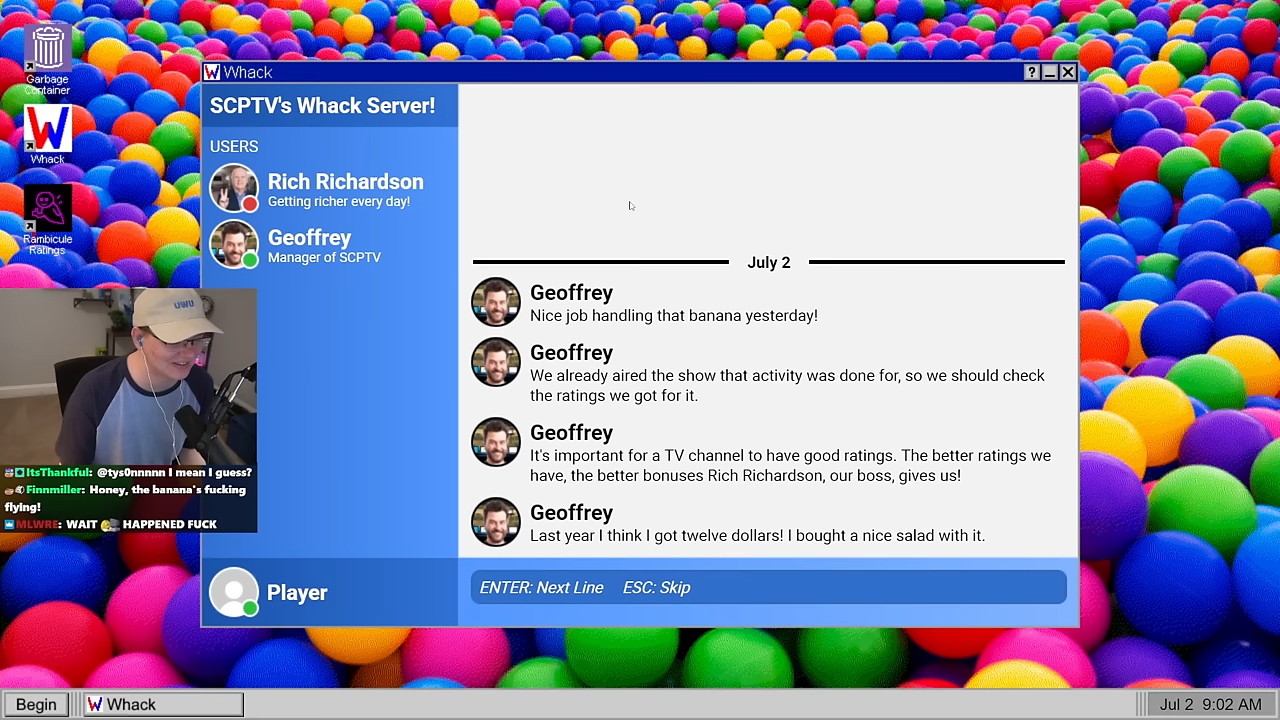 Garbage
Container
Whack
Rambicule
Ratings
W Whack
?
SCPTV's Whack Server!
USERS
Rich Richardson
Getting richer every day!
Geoffrey
Manager of SCPTV
July 2
Geoffrey
Nice job handling that banana yesterday!
Geoffrey
We already aired the show that activity was done for, so we should check
the ratings we got for it.
Geoffrey
It's important for a TV channel to have good ratings. The better ratings we
have, the better bonuses Rich Richardson, our boss, gives us!
Geoffrey
Last year I think I got twelve dollars! I bought a nice salad with it.
UWU
ItsThankful: @tys0nnnnn I mean I guess?
Finnmiller: Honey, the banana's fucking
flying!
MLWRE: WAIT HAPPENED FUCK
Player
ENTER: Next Line ESC: Skip
Begin
W Whack
Jul 2 9:02 AM